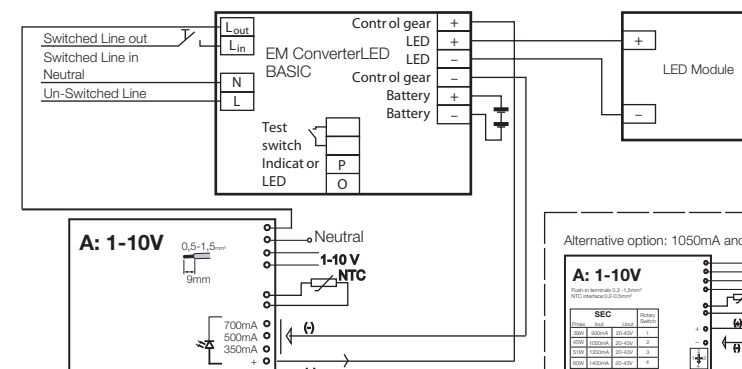 Switched Line out
Switched Line in
Neutral
Un-Switched Line
Lout
Lin
N
L
EM ConverterLED
BASIC
Test
switch
Indicat or
LED
P
O
Contr ol gear +
LED +
LED –
Contr ol gear –
Battery +
Battery –
+
LED Module
–
A: 1-10V
0,5-1,5mm²
9mm
Neutral
1-10 V
NTC
700mA
500mA
350mA
+
(-)
Alternative option: 1050mA and
A: 1-10V
Push-in terminals 0.2 -1.5mm²
NTC interface:0.2-0.5mm²
SEC Rotary
Switch
Pmax Iout Uout
39W 900mA 20-43V 1
45W 1050mA 20-43V 2
51W 1200mA 20-43V 3
60W 1400mA 20-43V 4
+
–